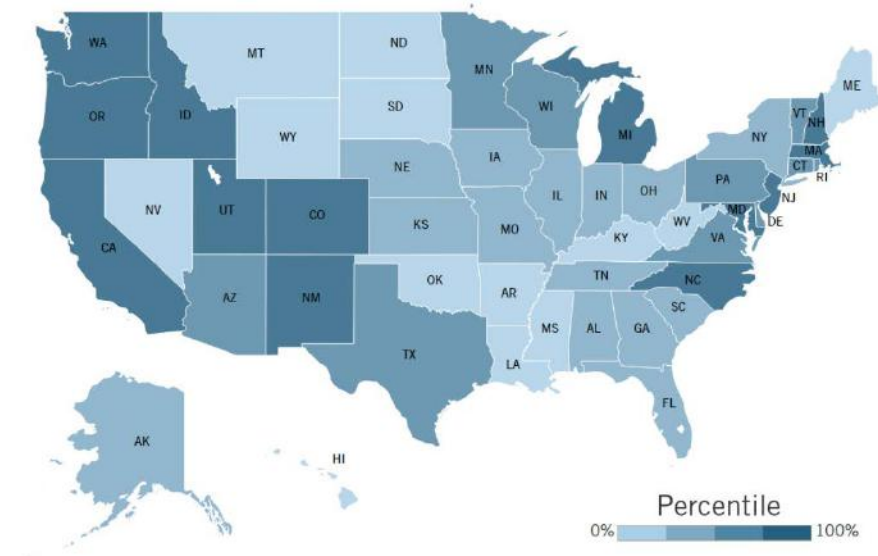 WA
MT
ND
MN
ME
OR
ID
SD
WI
VT
NH
WY
MI
NY
MA
CT
RI
NE
IA
PA
NJ
NV
UT
CO
IL
IN
OH
MD
DE
CA
KS
MO
WV
VA
KY
AZ
NM
OK
AR
TN
NC
SC
TX
MS
AL
GA
LA
FL
AK
HI
Percentile
0% 100%